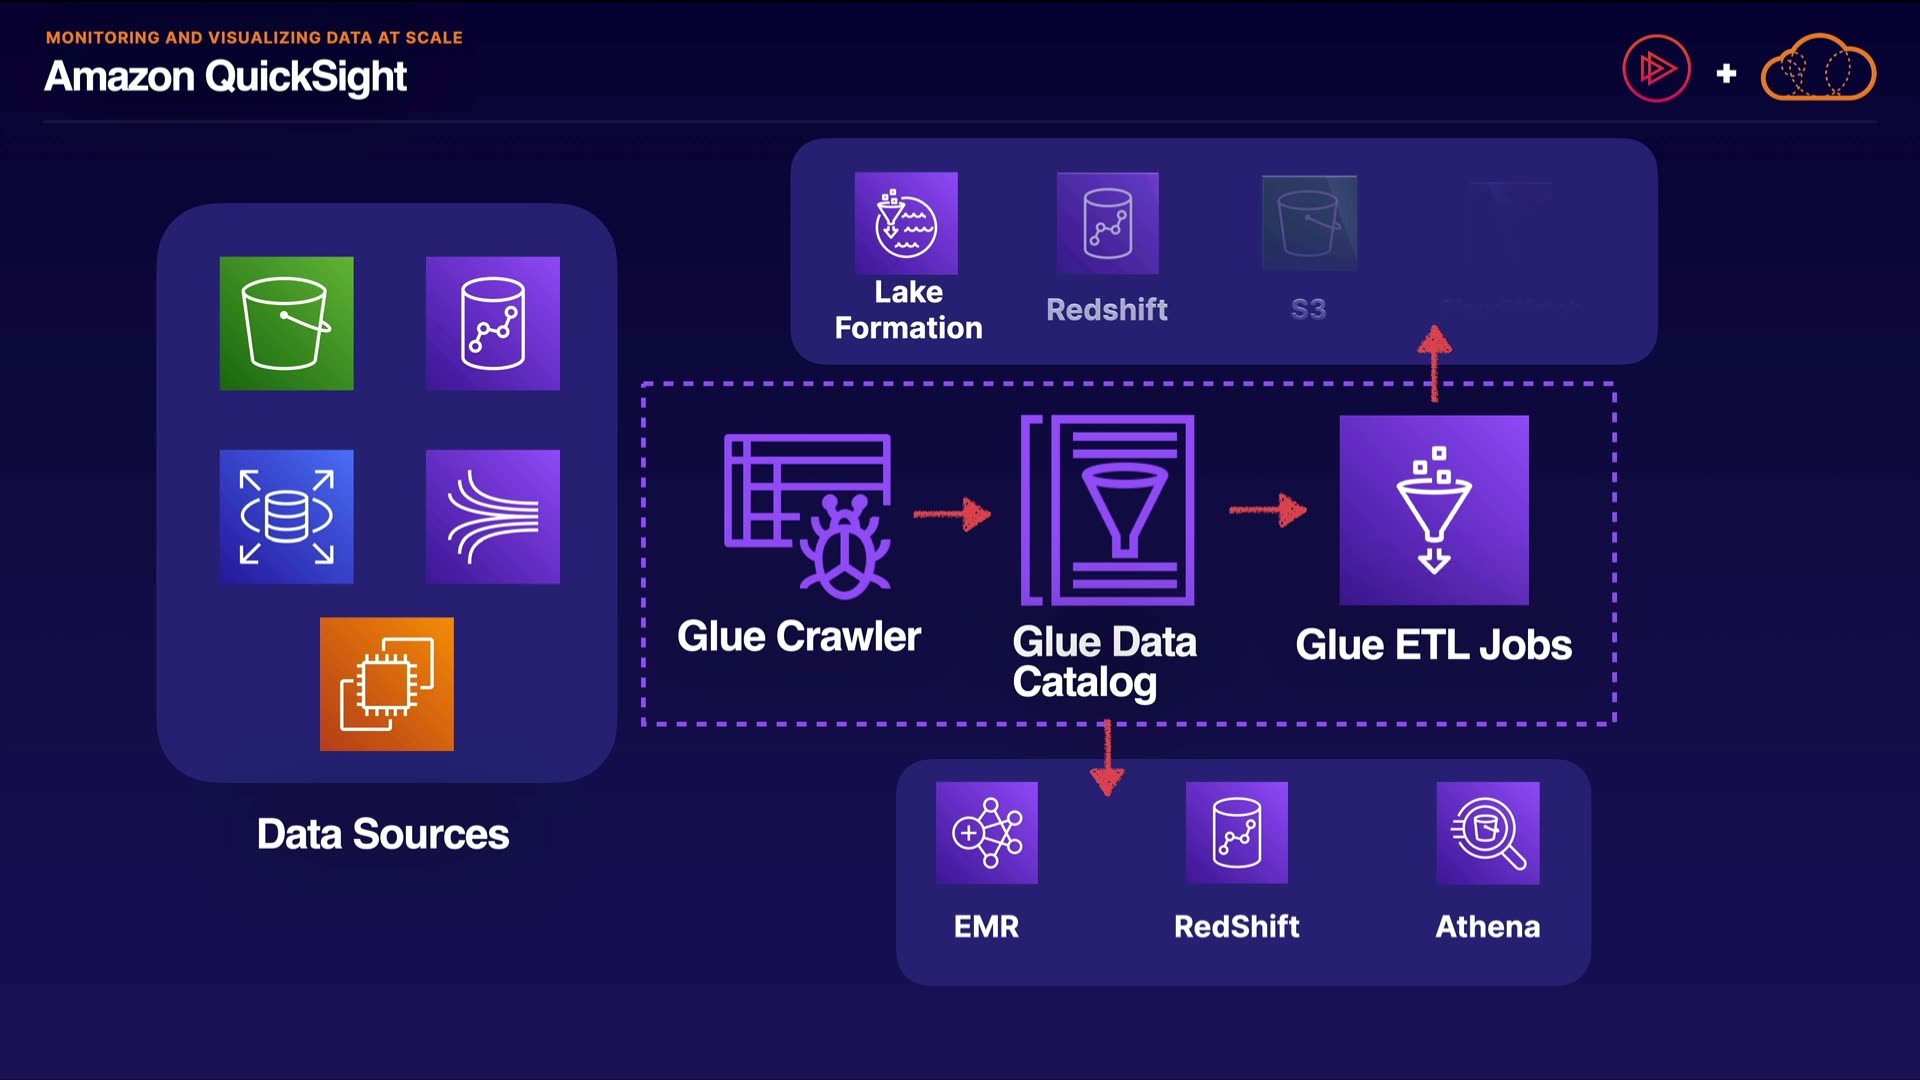 MONITORING AND VISUALIZING DATA AT SCALE
Amazon QuickSight
Lake
Formation
Redshift
S3
Glue Crawler
Glue Data
Catalog
Glue ETL Jobs
Data Sources
EMR
RedShift
Athena